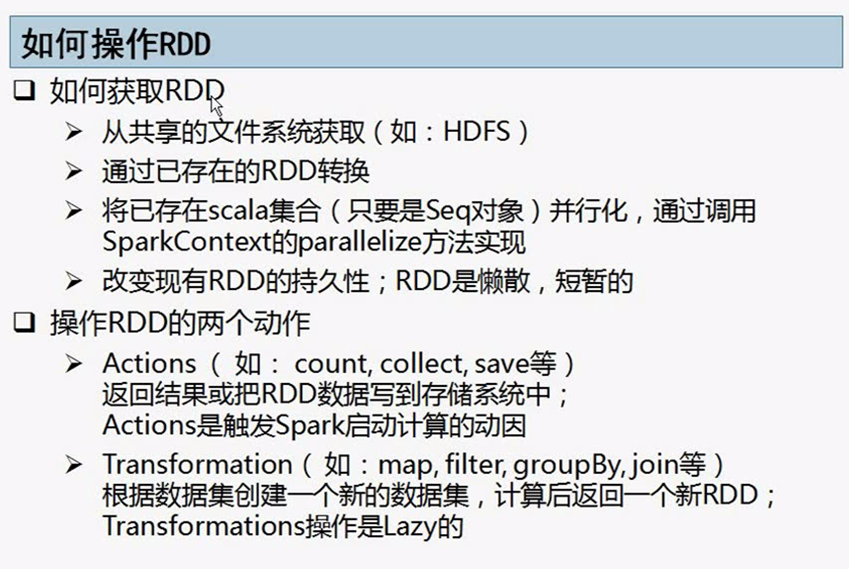 如何操作RDD
❑ 如何获取RDD
➢ 从共享的文件系统获取（如：HDFS）
➢ 通过已存在的RDD转换
➢ 将已存在scala集合（只要是Seq对象）并行化，通过调用
SparkContext的parallelize方法实现
➢ 改变现有RDD的持久性；RDD是懒散，短暂的
❑ 操作RDD的两个动作
➢ Actions（ 如： count, collect, save等）
返回结果或把RDD数据写到存储系统中；
Actions是触发Spark启动计算的动因
➢ Transformation（ 如：map, filter, groupBy, join等）
根据数据集创建一个新的数据集，计算后返回一个新RDD；
Transformations操作是Lazy的